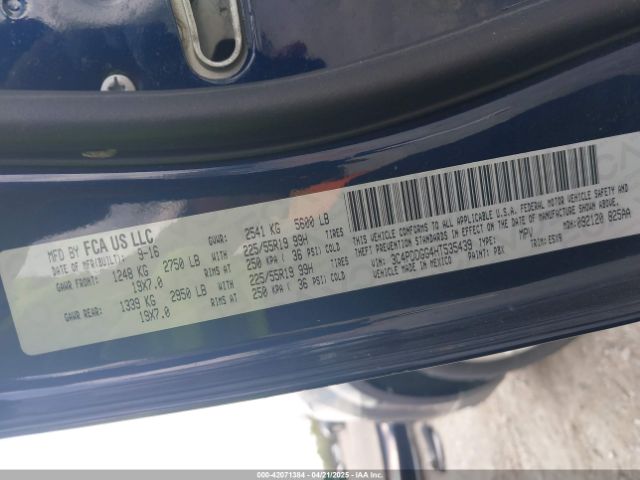 MFD BY FCA US LLC
DATE OF MFR(BUILT): 9-16 GVWR: 2541 KG 5600 LB
GAWR FRONT: 1248 KG 2750 LB WITH 225/55R19 99H TIRES
19X7.0 RIMS AT 250 KPA ( 36 PSI) COLD
GAWR REAR: 1339 KG 2950 LB WITH 225/55R19 99H TIRES
19X7.0 RIMS AT 250 KPA ( 36 PSI) COLD
THIS VEHICLE CONFORMS TO ALL APPLICABLE U.S.A. FEDERAL MOTOR VEHICLE SAFETY AND
THEFT PREVENTION STANDARDS IN EFFECT ON THE DATE OF MANUFACTURE SHOWN ABOVE.
VIN: 3C4PDDGG4HT535439 MPV MDH:092120 825AA
VEHICLE MADE IN MEXICO PAINT: PBX TRIM:ESX9
000-42071384 - 04/21/2025 - IAA Inc.